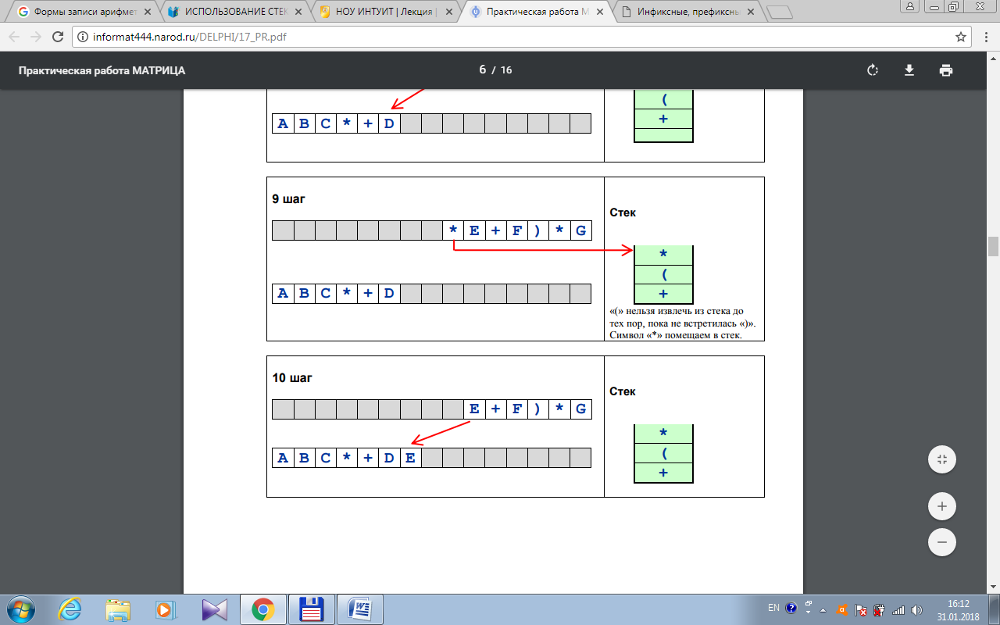 Формы записи арифмет
ИСПОЛЬЗОВАНИЕ СТЕК
НОУ ИНТУИТ | Лекция |
Практическая работа М
Инфиксные, префиксны
informat444.narod.ru/DELPHI/17_PR.pdf
Практическая работа МАТРИЦА
6 / 16
(
A B C * + D
+
9 шаг
Стек
* E + F ) * G
*
(
A B C * + D
+
«(» нельзя извлечь из стека до
тех пор, пока не встретилась «)».
Символ «*» помещаем в стек.
10 шаг
Стек
E + F ) * G
*
(
A B C * + D E
+
EN
16:12
31.01.2018